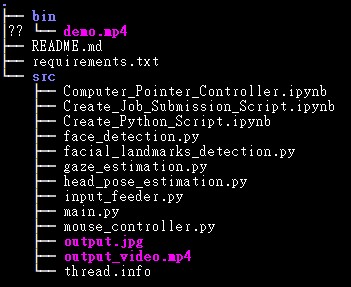 .
├── bin
│?? └── demo.mp4
├── README.md
├── requirements.txt
└── src
    ├── Computer_Pointer_Controller.ipynb
    ├── Create_Job_Submission_Script.ipynb
    ├── Create_Python_Script.ipynb
    ├── face_detection.py
    ├── facial_landmarks_detection.py
    ├── gaze_estimation.py
    ├── head_pose_estimation.py
    ├── input_feeder.py
    ├── main.py
    ├── mouse_controller.py
    ├── output.jpg
    ├── output_video.mp4
    └── thread.info